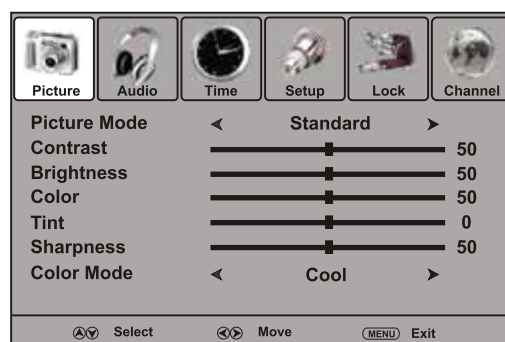 Picture Audio Time Setup Lock Channel
Picture Mode Standard
Contrast 50
Brightness 50
Color 50
Tint 0
Sharpness 50
Color Mode Cool
Select Move MENU Exit